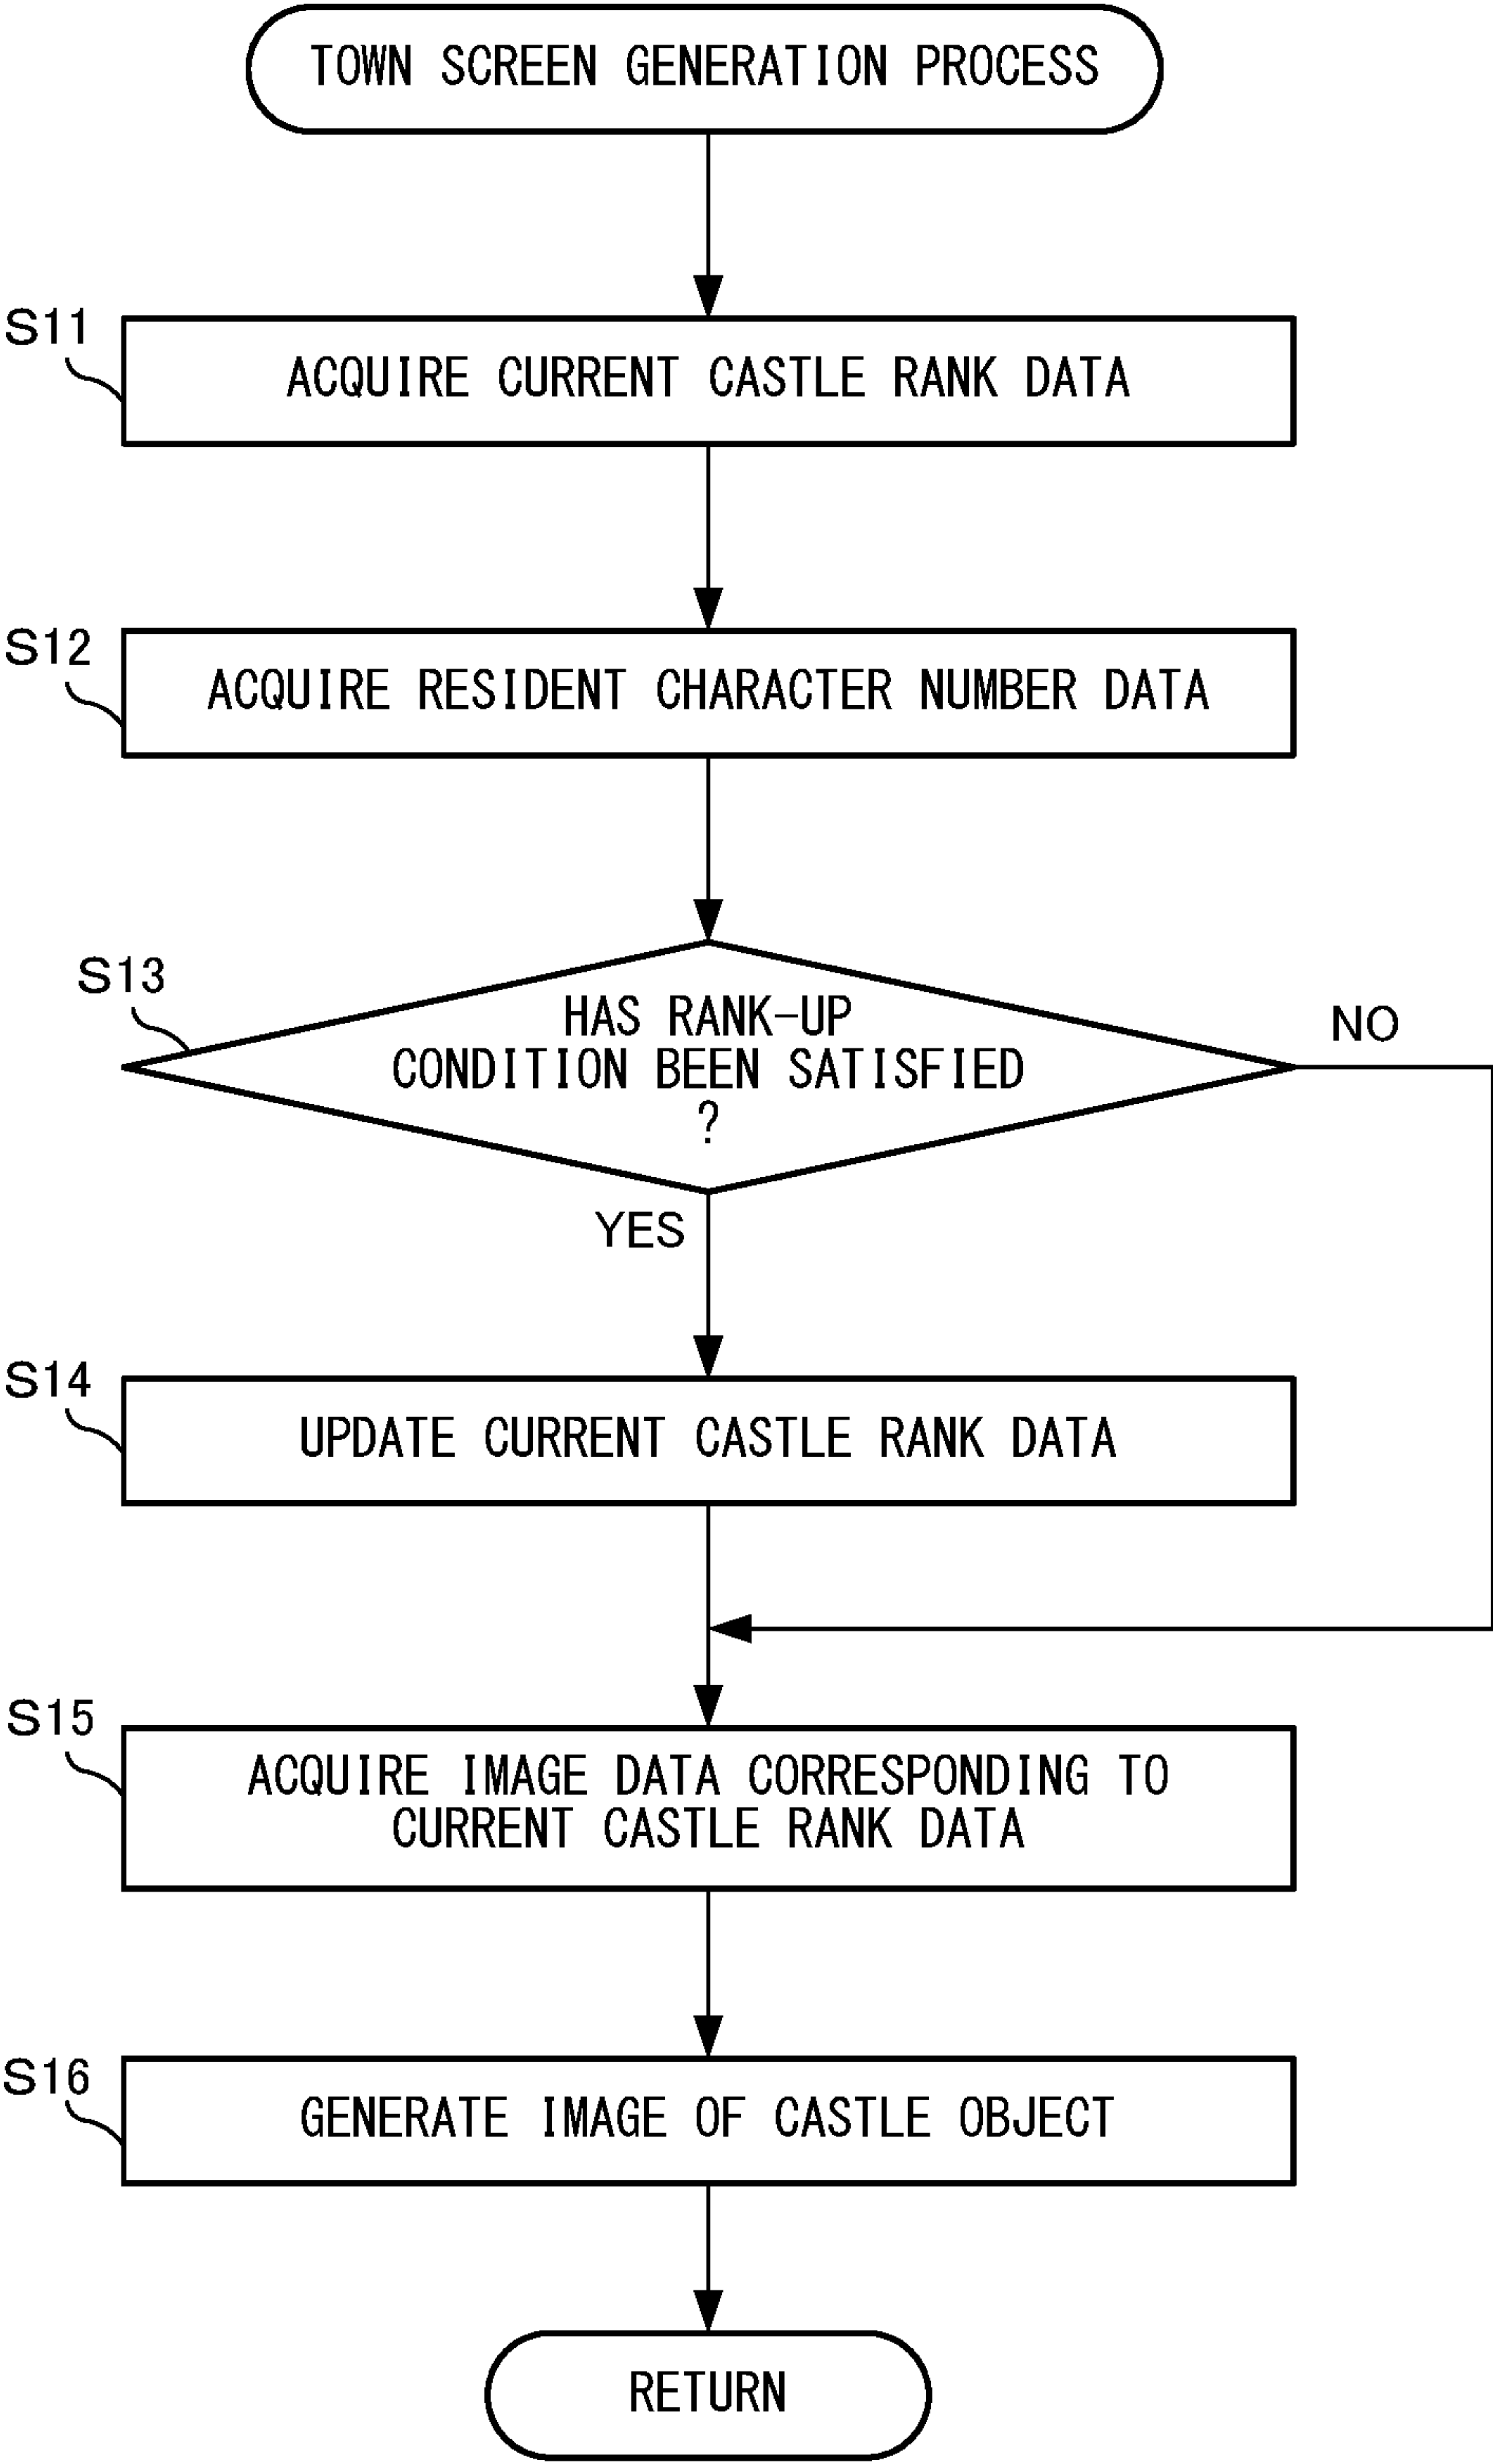 TOWN SCREEN GENERATION PROCESS
S11
ACQUIRE CURRENT CASTLE RANK DATA
S12
ACQUIRE RESIDENT CHARACTER NUMBER DATA
S13
HAS RANK-UP
CONDITION BEEN SATISFIED
?
NO
YES
S14
UPDATE CURRENT CASTLE RANK DATA
S15
ACQUIRE IMAGE DATA CORRESPONDING TO
CURRENT CASTLE RANK DATA
S16
GENERATE IMAGE OF CASTLE OBJECT
RETURN